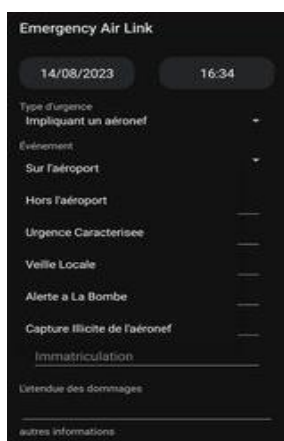 Emergency Air Link
14/08/2023 16:34
Type d'urgence
Impliquant un aéronef
Événement
Sur l'aéroport
Hors l'aéroport
Urgence Caracterisee
Veille Locale
Alerte a La Bombe
Capture Illicite de l'aéronef
Immatriculation
L'etendue des dommages
autres informations